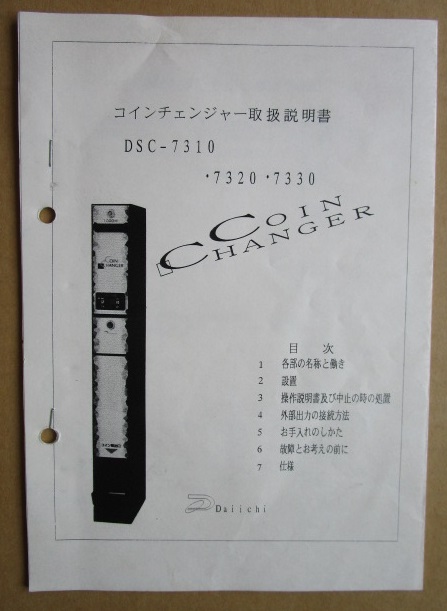 コインチェンジャー取扱説明書
DSC-7310
・7320 ・7330
COIN
CHANGER
COIN
CHANGER
目 次
1 各部の名称と働き
2 設置
3 操作説明書及び中止の時の処置
4 外部出力の接続方法
5 お手入れのしかた
6 故障とお考えの前に
7 仕様
Daiichi